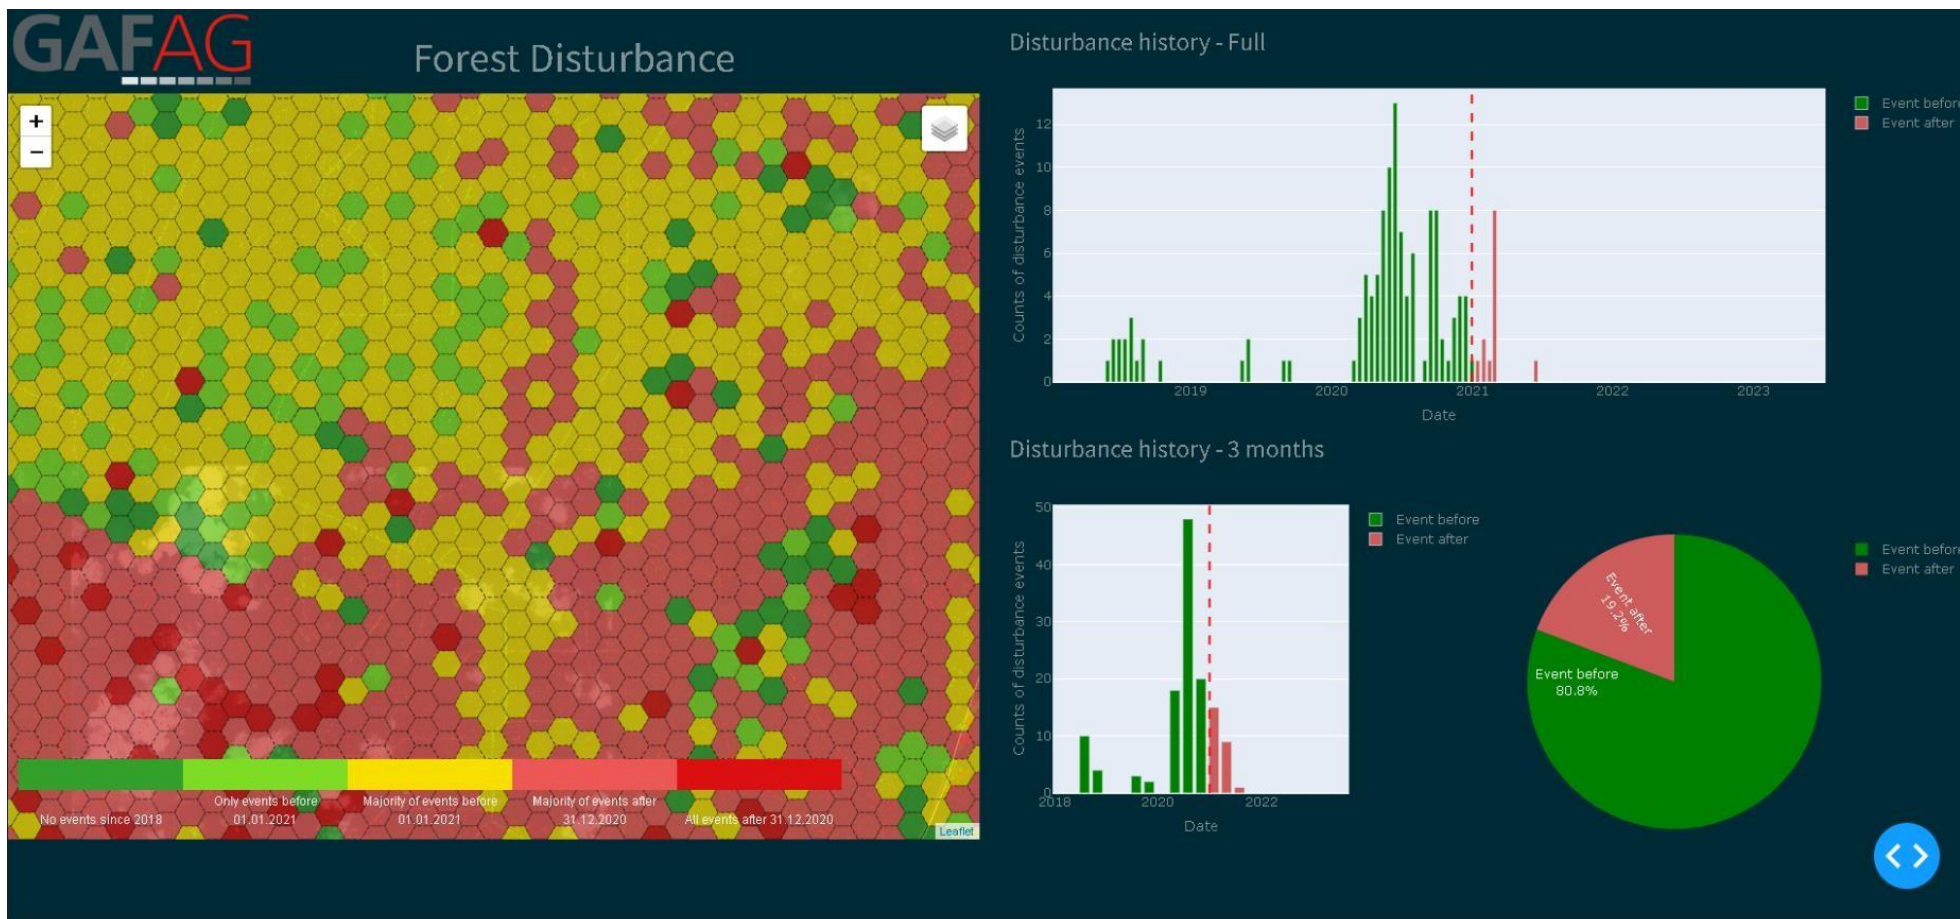 GAFAG
Forest Disturbance
+
−
No events since 2018
Only events before
01.01.2021
Majority of events before
01.01.2021
Majority of events after
31.12.2020
All events after 31.12.2020
Leaflet
Disturbance history - Full
Counts of disturbance events
12
10
8
6
4
2
0
2019
2020
2021
2022
2023
Date
Event before
Event after
Disturbance history - 3 months
Counts of disturbance events
50
40
30
20
10
0
2018
2020
2022
Date
Event before
Event after
Event after
19.2%
Event before
80.8%
Event before
Event after